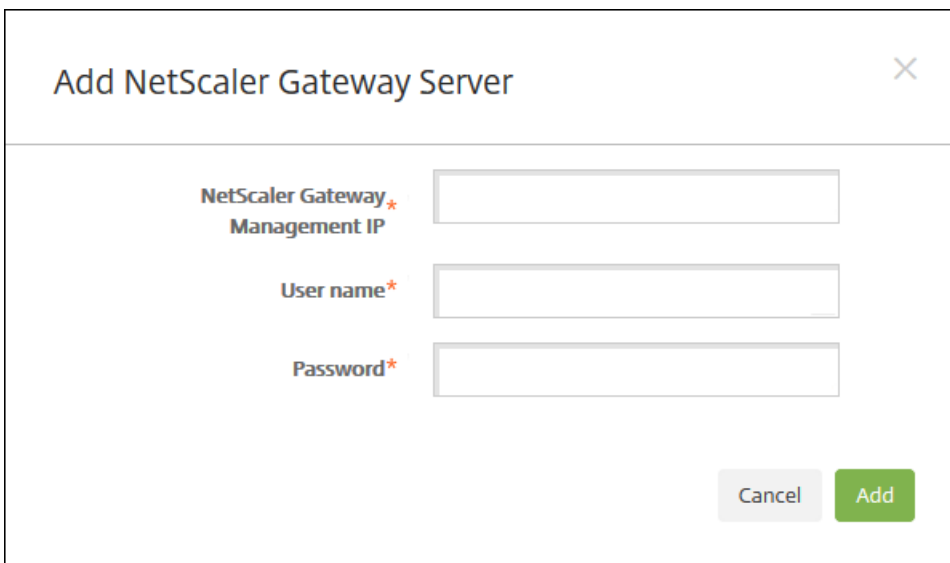 Add NetScaler Gateway Server
NetScaler Gateway*
Management IP
User name*
Password*
Cancel
Add